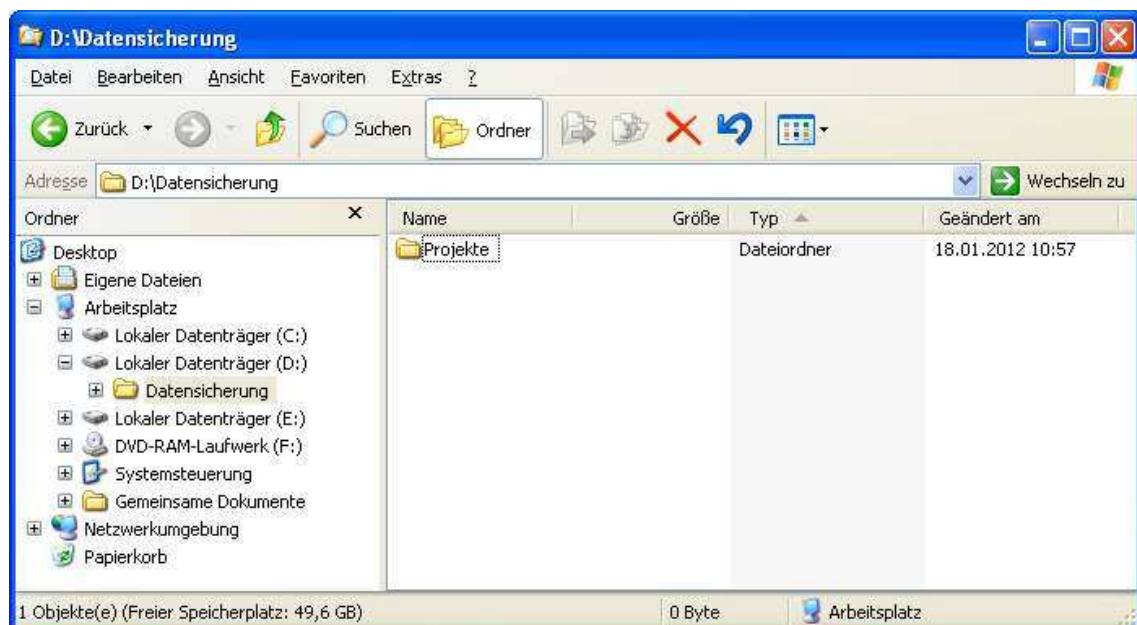 D:\Datensicherung
Datei Bearbeiten Ansicht Favoriten Extras ?
Zurück Suchen Ordner
Adresse D:\Datensicherung Wechseln zu
Ordner x Name Größe Typ Geändert am
Desktop Projekte Dateiordner 18.01.2012 10:57
Eigene Dateien
Arbeitsplatz
Lokaler Datenträger (C:)
Lokaler Datenträger (D:)
Datensicherung
Lokaler Datenträger (E:)
DVD-RAM-Laufwerk (F:)
Systemsteuerung
Gemeinsame Dokumente
Netzwerkumgebung
Papierkorb
1 Objekte(e) (Freier Speicherplatz: 49,6 GB) 0 Byte Arbeitsplatz